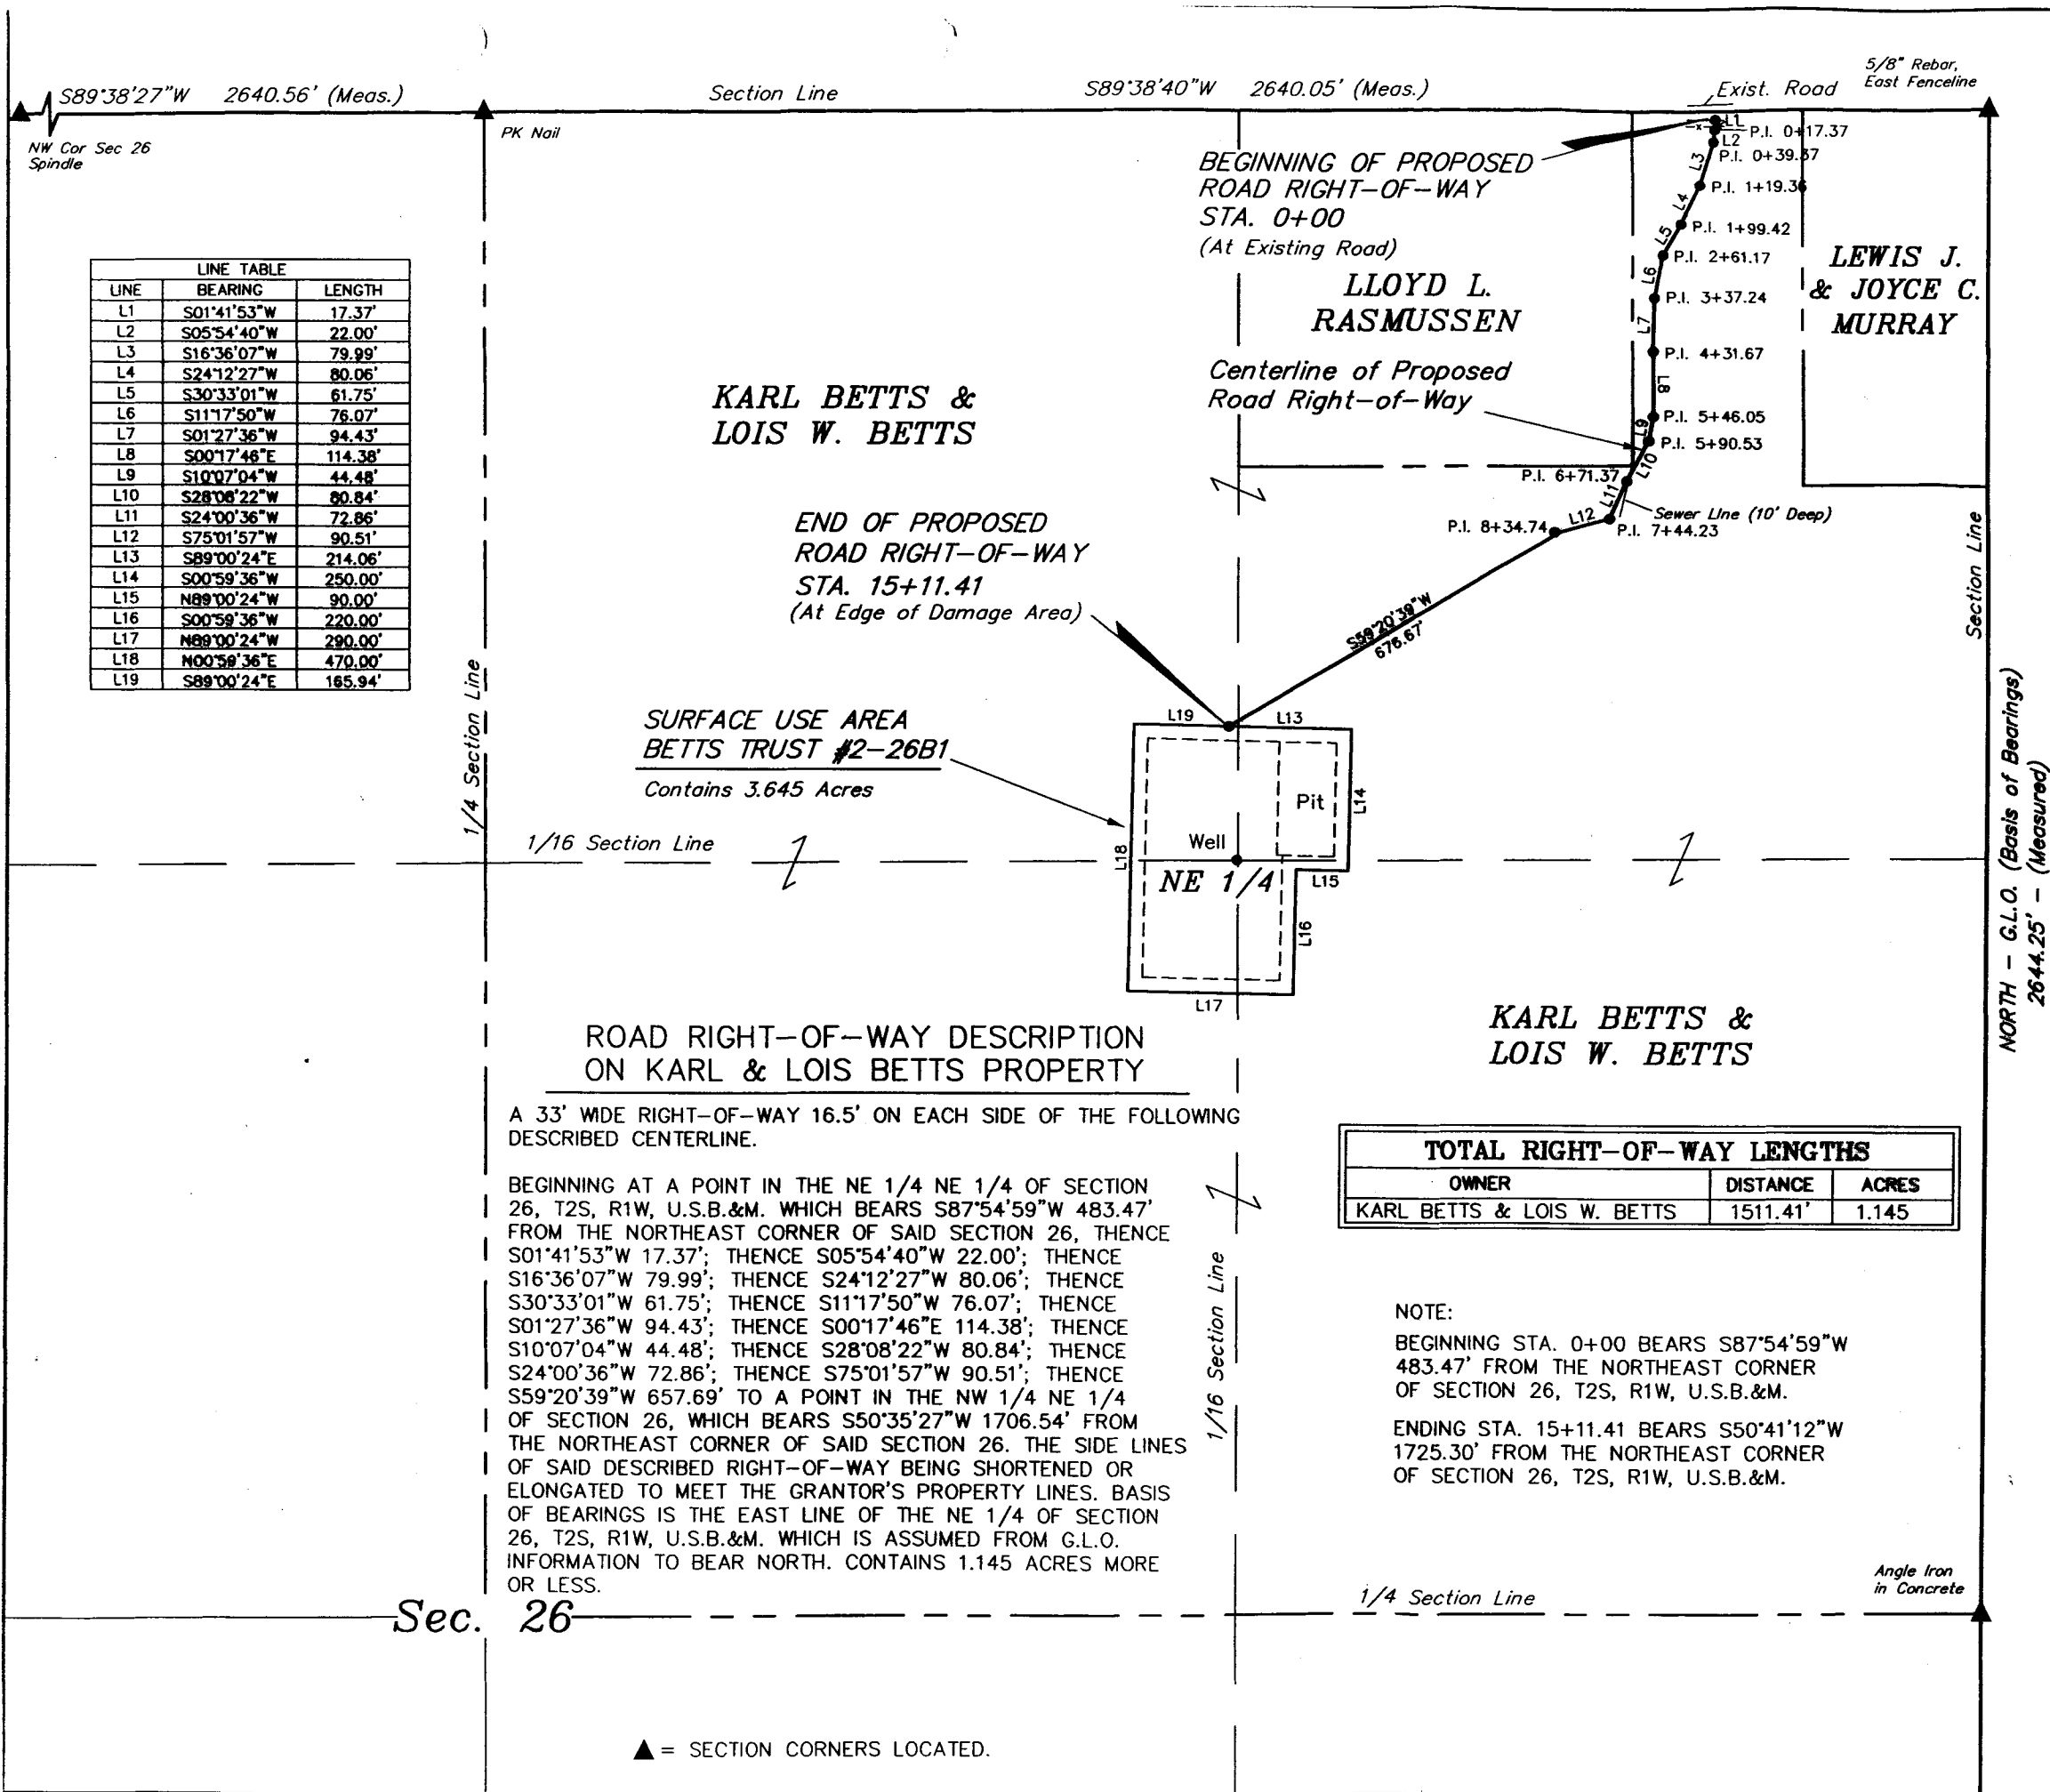 S89°38'27"W 2640.56' (Meas.)
Section Line
S89°38'40"W 2640.05' (Meas.)
Exist. Road
5/8" Rebar,
East Fenceline
NW Cor Sec 26
Spindle
PK Nail
L1
P.I. 0+17.37
L2
P.I. 0+39.37
L3
P.I. 1+19.36
L4
P.I. 1+99.42
L5
P.I. 2+61.17
L6
P.I. 3+37.24
L7
P.I. 4+31.67
L8
P.I. 5+46.05
L9
P.I. 5+90.53
L10
P.I. 6+71.37
L11
Sewer Line (10' Deep)
P.I. 7+44.23
L12
P.I. 8+34.74
BEGINNING OF PROPOSED
ROAD RIGHT-OF-WAY
STA. 0+00
(At Existing Road)
LLOYD L.
RASMUSSEN
LEWIS J.
& JOYCE C.
MURRAY
Centerline of Proposed
Road Right-of-Way
KARL BETTS &
LOIS W. BETTS
LINE TABLE
LINE BEARING LENGTH
L1 S01°41'53"W 17.37'
L2 S05°54'40"W 22.00'
L3 S16°36'07"W 79.99'
L4 S24°12'27"W 80.06'
L5 S30°33'01"W 61.75'
L6 S11°17'50"W 76.07'
L7 S01°27'36"W 94.43'
L8 S00°17'46"E 114.38'
L9 S10°07'04"W 44.48'
L10 S28°08'22"W 80.84'
L11 S24°00'36"W 72.86'
L12 S75°01'57"W 90.51'
L13 S89°00'24"E 214.06'
L14 S00°59'36"W 250.00'
L15 N89°00'24"W 90.00'
L16 S00°59'36"W 220.00'
L17 N89°00'24"W 290.00'
L18 N00°59'36"E 470.00'
L19 S89°00'24"E 165.94'
END OF PROPOSED
ROAD RIGHT-OF-WAY
STA. 15+11.41
(At Edge of Damage Area)
S59°20'39"W
676.67'
Section Line
NORTH - G.L.O. (Basis of Bearings)
2644.25' - (Measured)
1/4 Section Line
SURFACE USE AREA
BETTS TRUST #2-26B1
Contains 3.645 Acres
1/16 Section Line
L19
L13
Pit
L14
Well
L18
NE 1/4
L15
L16
L17
ROAD RIGHT-OF-WAY DESCRIPTION
ON KARL & LOIS BETTS PROPERTY
A 33' WIDE RIGHT-OF-WAY 16.5' ON EACH SIDE OF THE FOLLOWING
DESCRIBED CENTERLINE.
BEGINNING AT A POINT IN THE NE 1/4 NE 1/4 OF SECTION
26, T2S, R1W, U.S.B.&M. WHICH BEARS S87°54'59"W 483.47'
FROM THE NORTHEAST CORNER OF SAID SECTION 26, THENCE
S01°41'53"W 17.37'; THENCE S05°54'40"W 22.00'; THENCE
S16°36'07"W 79.99'; THENCE S24°12'27"W 80.06'; THENCE
S30°33'01"W 61.75'; THENCE S11°17'50"W 76.07'; THENCE
S01°27'36"W 94.43'; THENCE S00°17'46"E 114.38'; THENCE
S10°07'04"W 44.48'; THENCE S28°08'22"W 80.84'; THENCE
S24°00'36"W 72.86'; THENCE S75°01'57"W 90.51'; THENCE
S59°20'39"W 657.69' TO A POINT IN THE NW 1/4 NE 1/4
OF SECTION 26, WHICH BEARS S50°35'27"W 1706.54' FROM
THE NORTHEAST CORNER OF SAID SECTION 26. THE SIDE LINES
OF SAID DESCRIBED RIGHT-OF-WAY BEING SHORTENED OR
ELONGATED TO MEET THE GRANTOR'S PROPERTY LINES. BASIS
OF BEARINGS IS THE EAST LINE OF THE NE 1/4 OF SECTION
26, T2S, R1W, U.S.B.&M. WHICH IS ASSUMED FROM G.L.O.
INFORMATION TO BEAR NORTH. CONTAINS 1.145 ACRES MORE
OR LESS.
1/16 Section Line
KARL BETTS &
LOIS W. BETTS
TOTAL RIGHT-OF-WAY LENGTHS
OWNER DISTANCE ACRES
KARL BETTS & LOIS W. BETTS 1511.41' 1.145
NOTE:
BEGINNING STA. 0+00 BEARS S87°54'59"W
483.47' FROM THE NORTHEAST CORNER
OF SECTION 26, T2S, R1W, U.S.B.&M.
ENDING STA. 15+11.41 BEARS S50°41'12"W
1725.30' FROM THE NORTHEAST CORNER
OF SECTION 26, T2S, R1W, U.S.B.&M.
Angle Iron
in Concrete
1/4 Section Line
Sec. 26
▲ = SECTION CORNERS LOCATED.